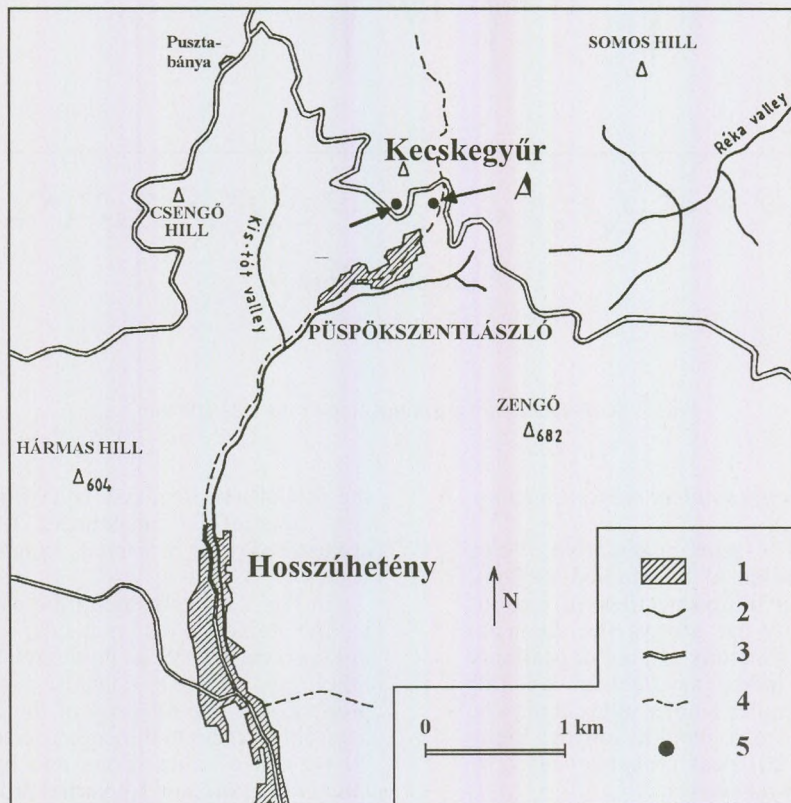 Puszta-
bánya
SOMOS HILL
Réka valley
Kecskegyűr
CSENGŐ
HILL
Kis-tót valley
PÜSPÖKSZENTLÁSZLÓ
ZENGŐ
682
HÁRMAS HILL
604
Hosszúhetény
N
1
2
3
4
5
0
1 km